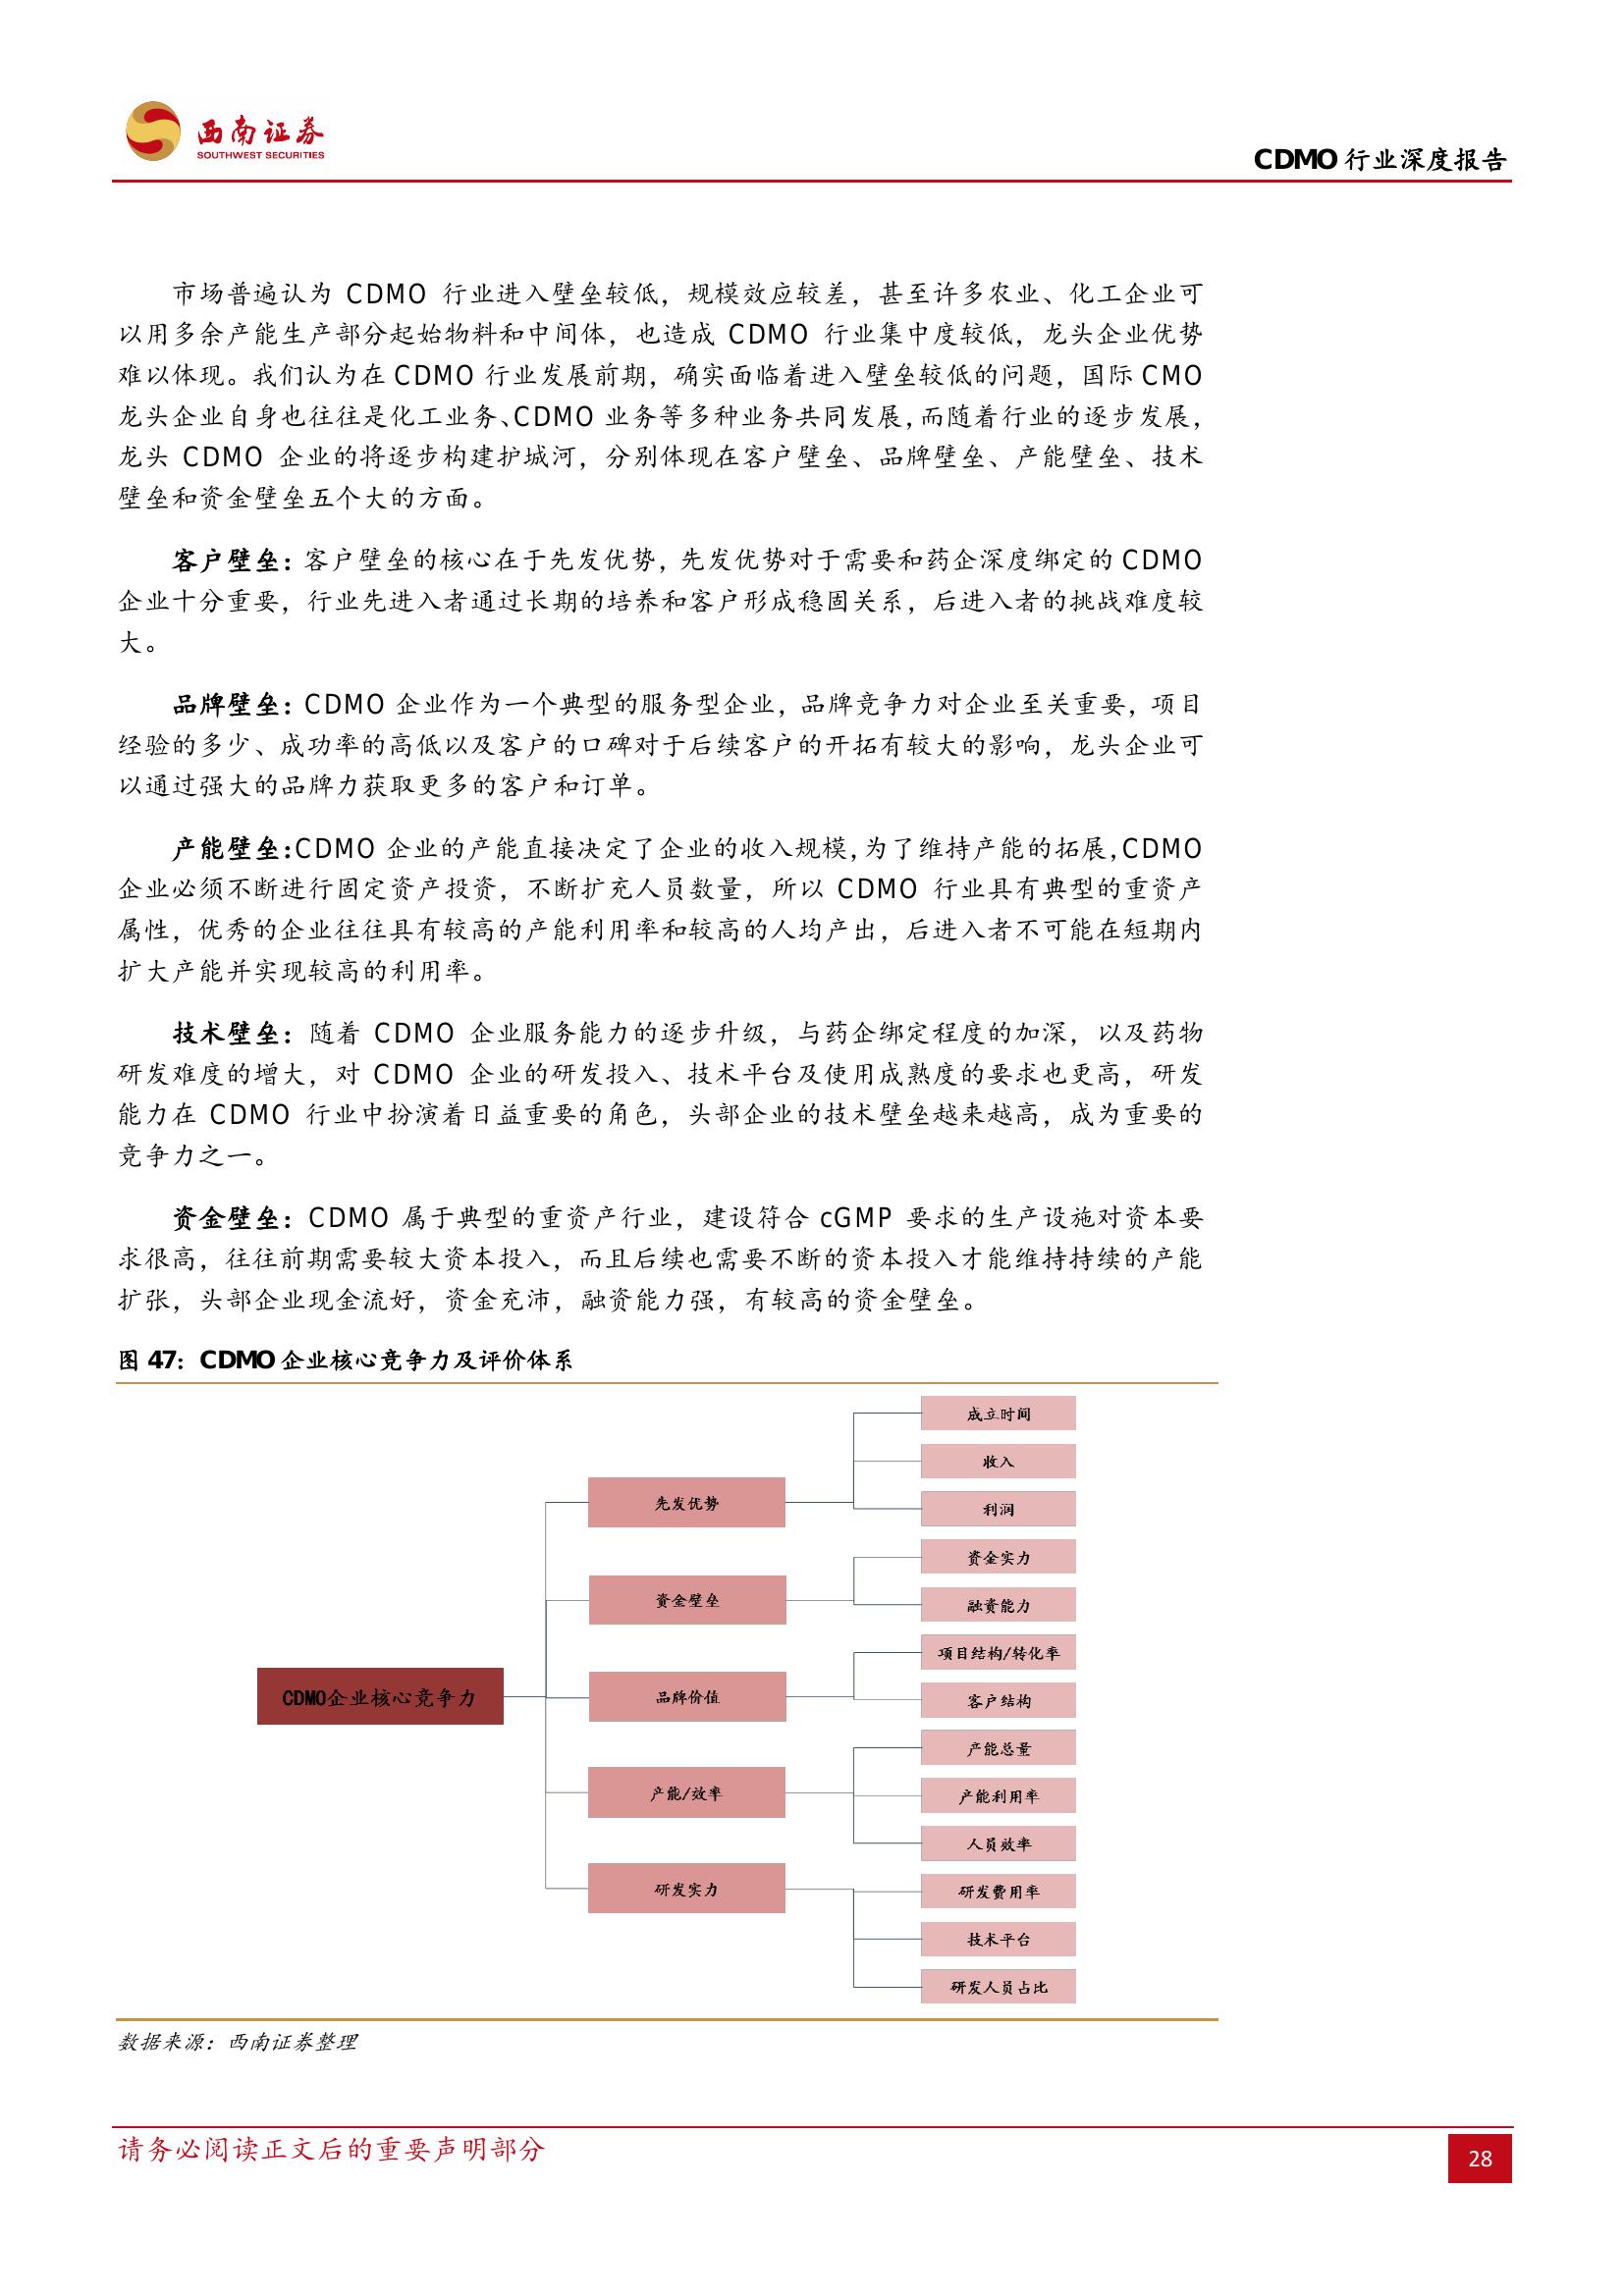 西南证券
SOUTHWEST SECURITIES
CDMO 行业深度报告
市场普遍认为 CDMO 行业进入壁垒较低，规模效应较差，甚至许多农业、化工企业可
以用多余产能生产部分起始物料和中间体，也造成 CDMO 行业集中度较低，龙头企业优势
难以体现。我们认为在 CDMO 行业发展前期，确实面临着进入壁垒较低的问题，国际 CMO
龙头企业自身也往往是化工业务、CDMO 业务等多种业务共同发展，而随着行业的逐步发展，
龙头 CDMO 企业的将逐步构建护城河，分别体现在客户壁垒、品牌壁垒、产能壁垒、技术
壁垒和资金壁垒五个大的方面。
客户壁垒：客户壁垒的核心在于先发优势，先发优势对于需要和药企深度绑定的 CDMO
企业十分重要，行业先进入者通过长期的培养和客户形成稳固关系，后进入者的挑战难度较
大。
品牌壁垒：CDMO 企业作为一个典型的服务型企业，品牌竞争力对企业至关重要，项目
经验的多少、成功率的高低以及客户的口碑对于后续客户的开拓有较大的影响，龙头企业可
以通过强大的品牌力获取更多的客户和订单。
产能壁垒：CDMO 企业的产能直接决定了企业的收入规模，为了维持产能的拓展，CDMO
企业必须不断进行固定资产投资，不断扩充人员数量，所以 CDMO 行业具有典型的重资产
属性，优秀的企业往往具有较高的产能利用率和较高的人均产出，后进入者不可能在短期内
扩大产能并实现较高的利用率。
技术壁垒：随着 CDMO 企业服务能力的逐步升级，与药企绑定程度的加深，以及药物
研发难度的增大，对 CDMO 企业的研发投入、技术平台及使用成熟度的要求也更高，研发
能力在 CDMO 行业中扮演着日益重要的角色，头部企业的技术壁垒越来越高，成为重要的
竞争力之一。
资金壁垒：CDMO 属于典型的重资产行业，建设符合 cGMP 要求的生产设施对资本要
求很高，往往前期需要较大资本投入，而且后续也需要不断的资本投入才能维持持续的产能
扩张，头部企业现金流好，资金充沛，融资能力强，有较高的资金壁垒。
图 47：CDMO 企业核心竞争力及评价体系
CDMO企业核心竞争力
先发优势
成立时间
收入
利润
资金壁垒
资金实力
融资能力
品牌价值
项目结构/转化率
客户结构
产能/效率
产能总量
产能利用率
人员效率
研发实力
研发费用率
技术平台
研发人员占比
数据来源：西南证券整理
请务必阅读正文后的重要声明部分
28